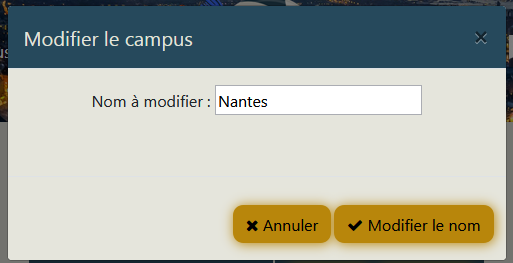 Modifier le campus ×
Nom à modifier : Nantes
✖ Annuler ✔ Modifier le nom